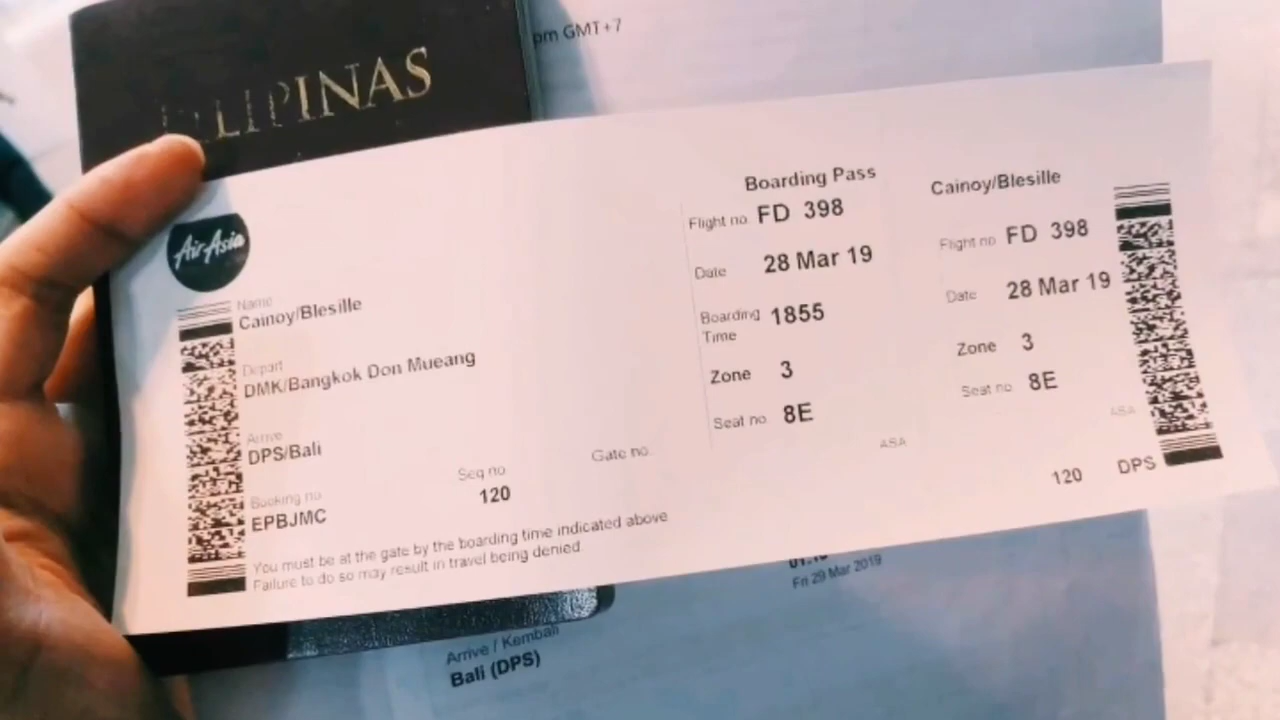 pm GMT+7
PILIPINAS
AirAsia
Name
Cainoy/Blesille
Depart
DMK/Bangkok Don Mueang
Arrive
DPS/Bali
Booking no
EPBJMC
Seq no
120
Gate no.
You must be at the gate by the boarding time indicated above
Failure to do so may result in travel being denied.
Boarding Pass
Flight no. FD 398
Date 28 Mar 19
Boarding Time 1855
Zone 3
Seat no. 8E
ASA
Cainoy/Blesille
Flight no FD 398
Date 28 Mar 19
Zone 3
Seat no. 8E
ASA
120 DPS
Fri 29 Mar 2019
Arrive / Kembali
Bali (DPS)